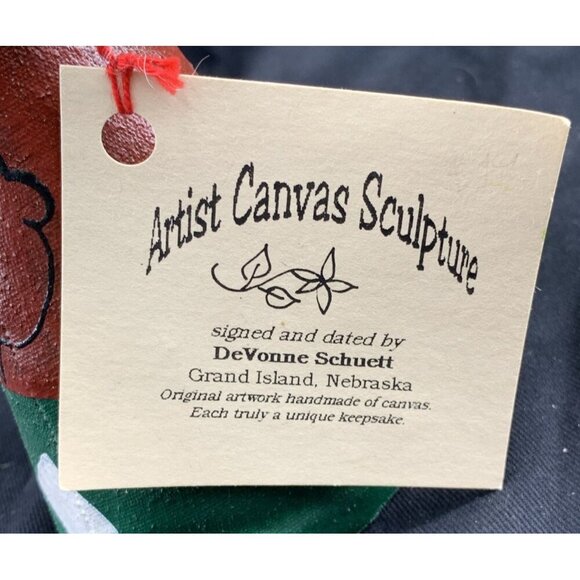 Artist Canvas Sculpture
signed and dated by
DeVonne Schuett
Grand Island, Nebraska
Original artwork handmade of canvas.
Each truly a unique keepsake.